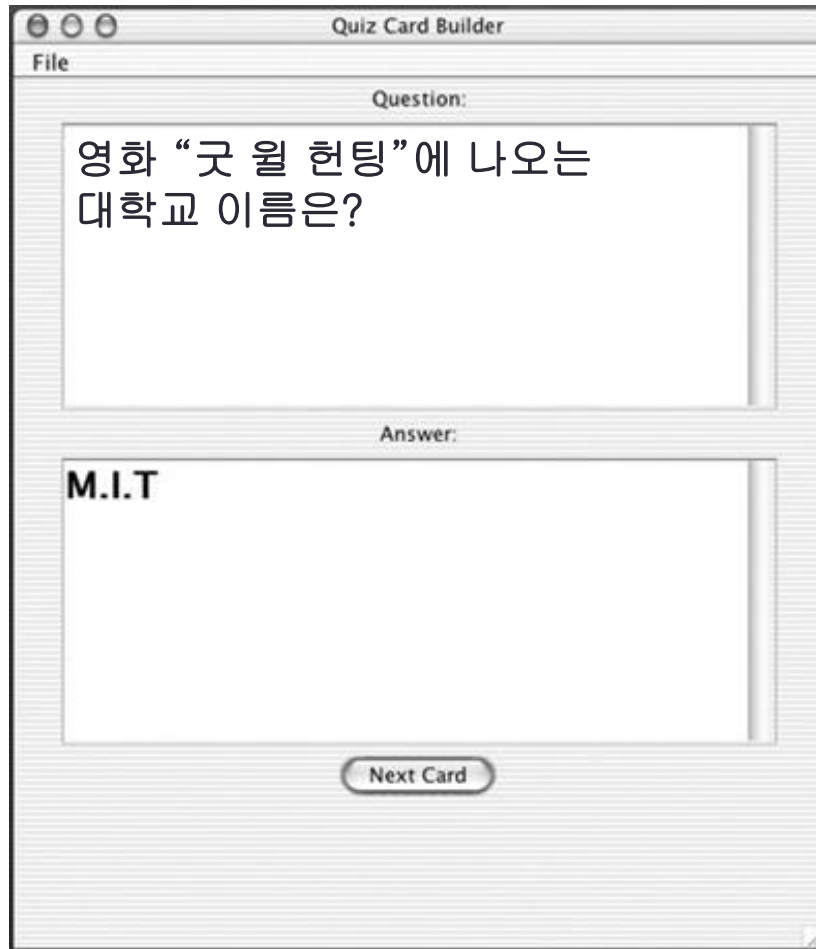 Quiz Card Builder
File
Question:
영화 “굿 윌 헌팅”에 나오는
대학교 이름은?
Answer:
M.I.T
Next Card